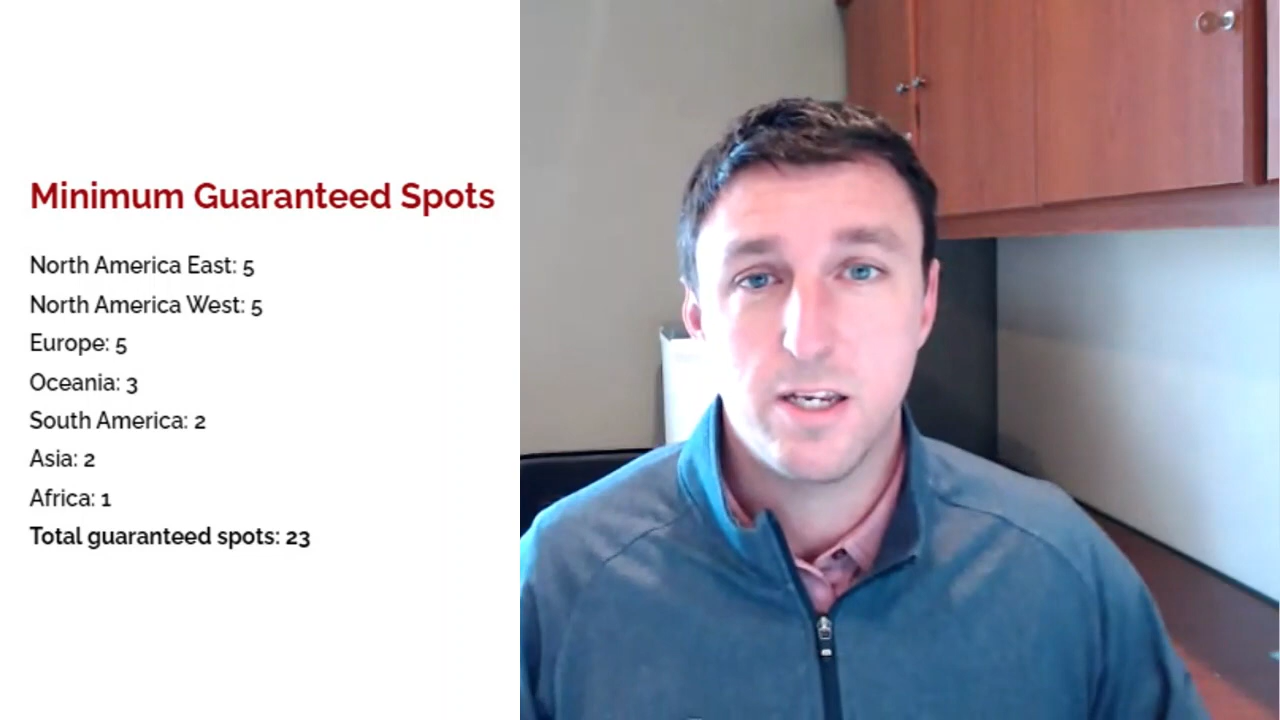 Minimum Guaranteed Spots
North America East: 5
North America West: 5
Europe: 5
Oceania: 3
South America: 2
Asia: 2
Africa: 1
Total guaranteed spots: 23